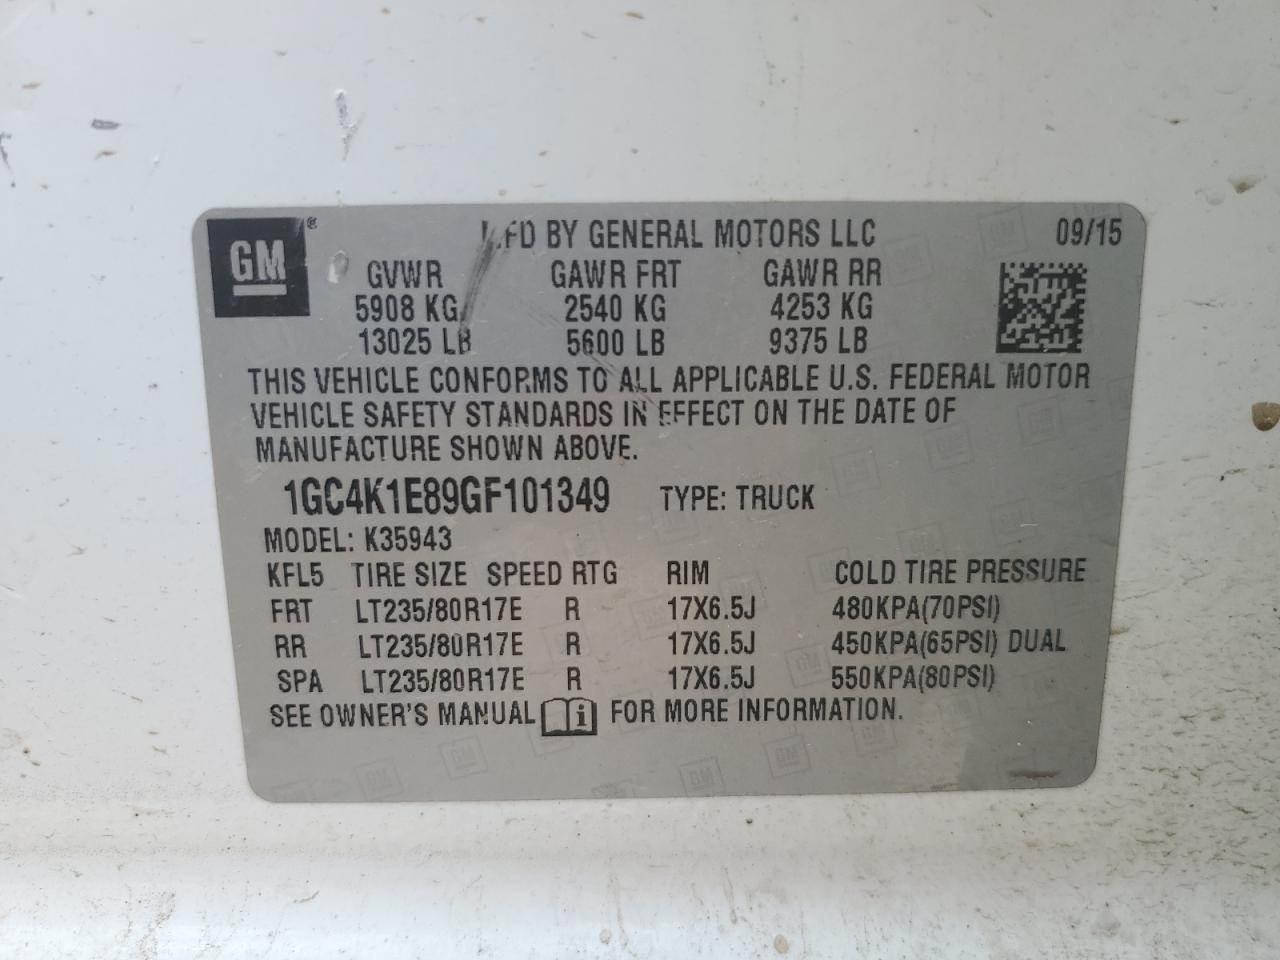 GM ® MFD BY GENERAL MOTORS LLC 09/15
GVWR GAWR FRT GAWR RR
5908 KG 2540 KG 4253 KG
13025 LB 5600 LB 9375 LB
THIS VEHICLE CONFORMS TO ALL APPLICABLE U.S. FEDERAL MOTOR
VEHICLE SAFETY STANDARDS IN EFFECT ON THE DATE OF
MANUFACTURE SHOWN ABOVE.
1GC4K1E89GF101349 TYPE: TRUCK
MODEL: K35943
KFL5 TIRE SIZE SPEED RTG RIM COLD TIRE PRESSURE
FRT LT235/80R17E R 17X6.5J 480KPA(70PSI)
RR LT235/80R17E R 17X6.5J 450KPA(65PSI) DUAL
SPA LT235/80R17E R 17X6.5J 550KPA(80PSI)
SEE OWNER'S MANUAL i FOR MORE INFORMATION.